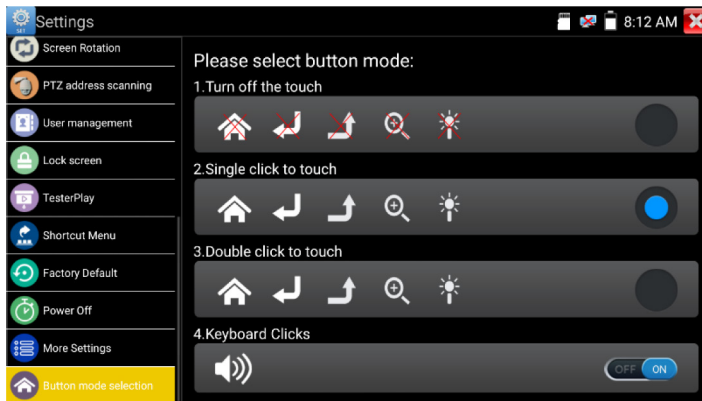 SET
Settings
8:12 AM
Screen Rotation
PTZ address scanning
User management
Lock screen
TesterPlay
Shortcut Menu
Factory Default
Power Off
More Settings
Button mode selection
Please select button mode:
1.Turn off the touch
2.Single click to touch
3.Double click to touch
4.Keyboard Clicks
OFF ON